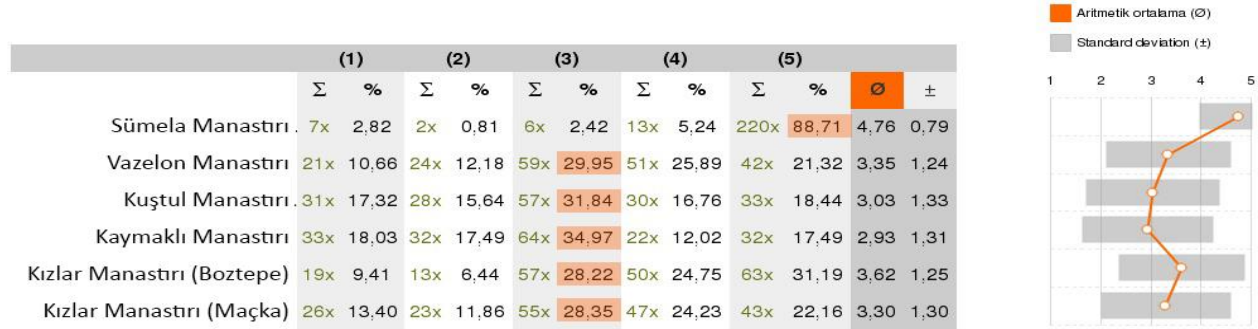 Aritmetik ortalama (Ø)
Standard deviation (±)
(1) (2) (3) (4) (5)
Σ % Σ % Σ % Σ % Σ % Ø ±
1 2 3 4 5
Sümela Manastırı . 7x 2,82 2x 0,81 6x 2,42 13x 5,24 220x 88,71 4,76 0,79
Vazelon Manastırı 21x 10,66 24x 12,18 59x 29,95 51x 25,89 42x 21,32 3,35 1,24
Kuştul Manastırı . 31x 17,32 28x 15,64 57x 31,84 30x 16,76 33x 18,44 3,03 1,33
Kaymaklı Manastırı 33x 18,03 32x 17,49 64x 34,97 22x 12,02 32x 17,49 2,93 1,31
Kızlar Manastırı (Boztepe) 19x 9,41 13x 6,44 57x 28,22 50x 24,75 63x 31,19 3,62 1,25
Kızlar Manastırı (Maçka) 26x 13,40 23x 11,86 55x 28,35 47x 24,23 43x 22,16 3,30 1,30